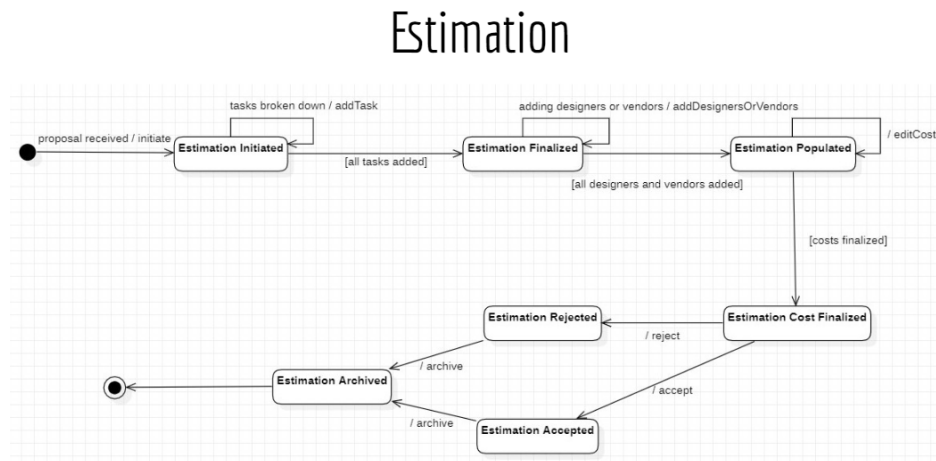 Estimation
tasks broken down / addTask
adding designers or vendors / addDesignersOrVendors
proposal received / initiate
/ editCost
Estimation Initiated
Estimation Finalized
Estimation Populated
[all tasks added]
[all designers and vendors added]
[costs finalized]
Estimation Rejected
Estimation Cost Finalized
/ reject
/ archive
Estimation Archived
/ accept
/ archive
Estimation Accepted